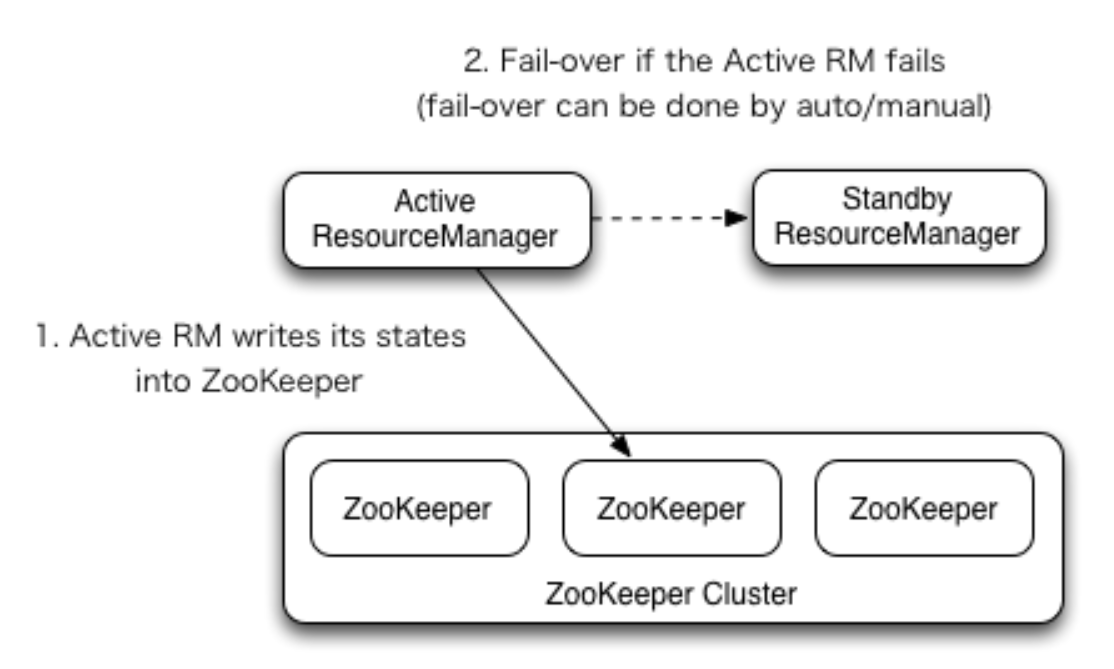 2. Fail-over if the Active RM fails
(fail-over can be done by auto/manual)
Active
ResourceManager
Standby
ResourceManager
1. Active RM writes its states
into ZooKeeper
ZooKeeper
ZooKeeper
ZooKeeper
ZooKeeper Cluster